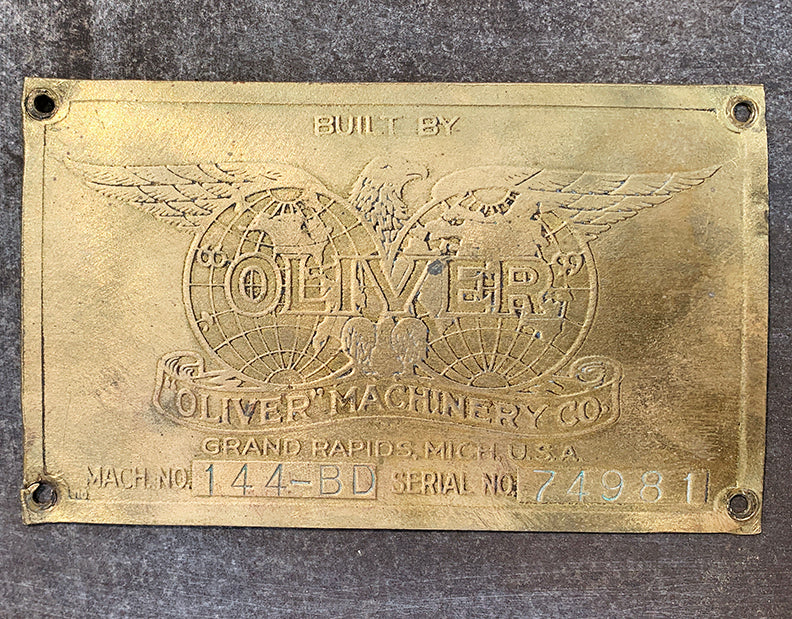 BUILT BY
"OLIVER"
"OLIVER" MACHINERY CO.
GRAND RAPIDS, MICH, U.S.A.
MACH. NO. 144-BD SERIAL NO. 74981